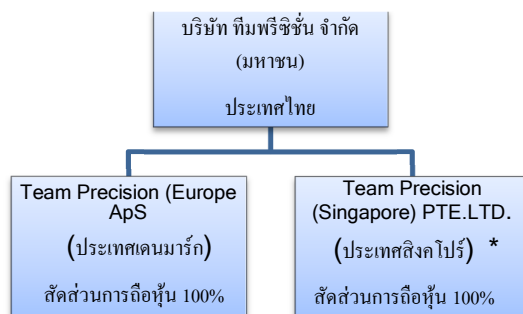 บริษัท ทีมพรีซิชั่น จำกัด
(มหาชน)
ประเทศไทย
Team Precision (Europe
ApS
(ประเทศเดนมาร์ก)
สัดส่วนการถือหุ้น 100%
Team Precision
(Singapore) PTE.LTD.
(ประเทศสิงคโปร์) *
สัดส่วนการถือหุ้น 100%